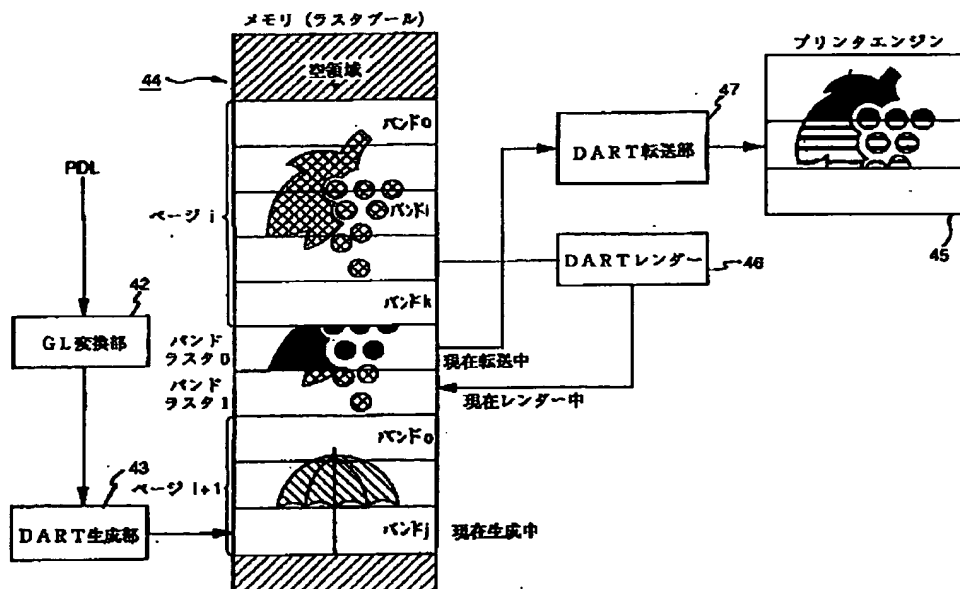 メモリ（ラスタプール）
プリンタエンジン
44
空領域
47
バンド0
DART転送部
PDL
ページi
バンドi
45
DARTレンダー
46
42
バンドk
GL変換部
バンド
ラスタ0
現在転送中
バンド
ラスタ1
現在レンダー中
バンド0
43
ページi+1
DART生成部
バンドj
現在生成中